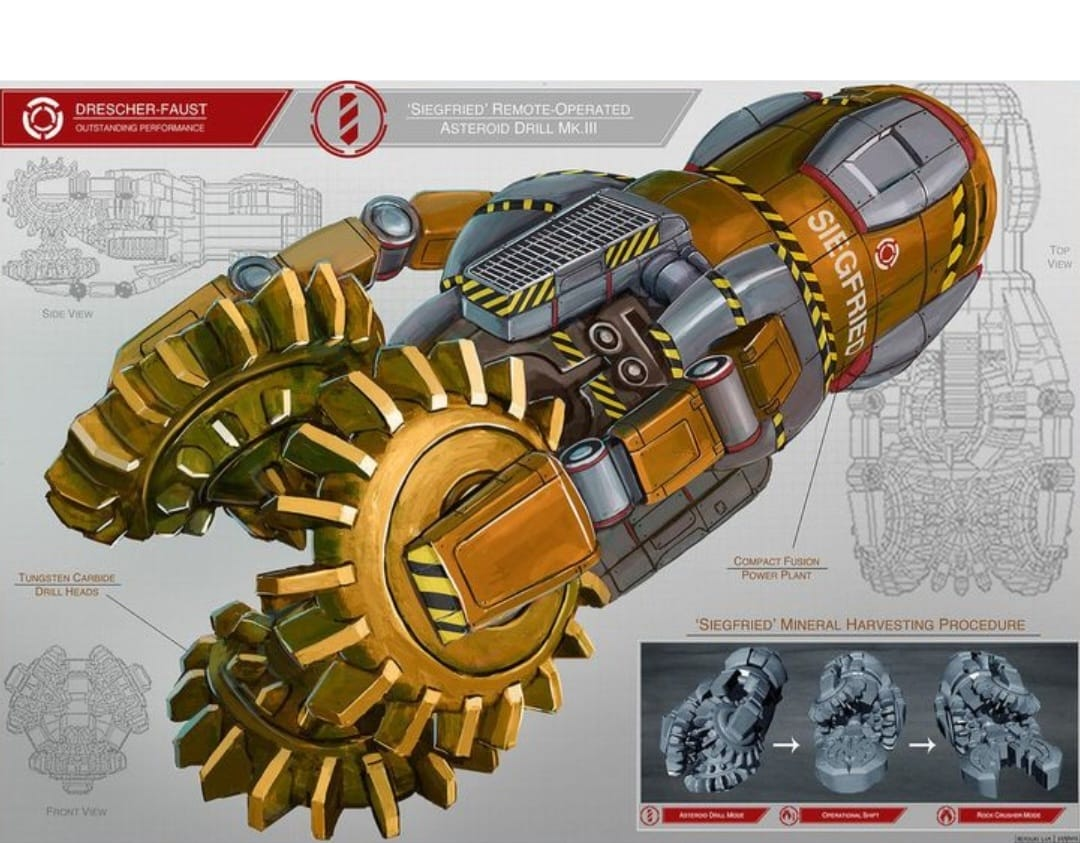 DRESCHER-FAUST
OUTSTANDING PERFORMANCE
'SIEGFRIED' REMOTE-OPERATED
ASTEROID DRILL MK.III
SIEGFRIED
SIDE VIEW
TOP
VIEW
COMPACT FUSION
POWER PLANT
TUNGSTEN CARBIDE
DRILL HEADS
FRONT VIEW
'SIEGFRIED' MINERAL HARVESTING PROCEDURE
ASTEROID DRILL MODE
OPERATIONAL SHIFT
ROCK CRUSHER MODE